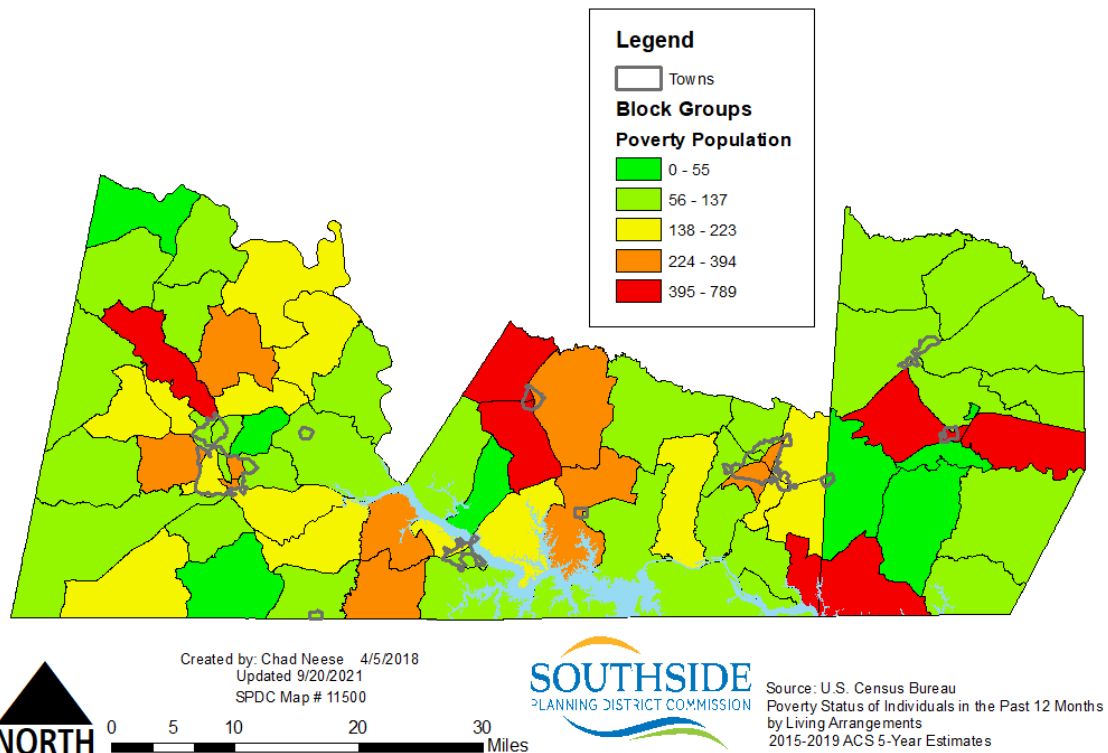 Legend
Towns
Block Groups
Poverty Population
0 - 55
56 - 137
138 - 223
224 - 394
395 - 789
Created by: Chad Neese 4/5/2018
Updated 9/20/2021
SPDC Map # 11500
NORTH
0 5 10 20 30
Miles
SOUTHSIDE
PLANNING DISTRICT COMMISSION
Source: U.S. Census Bureau
Poverty Status of Individuals in the Past 12 Months
by Living Arrangements
2015-2019 ACS 5-Year Estimates